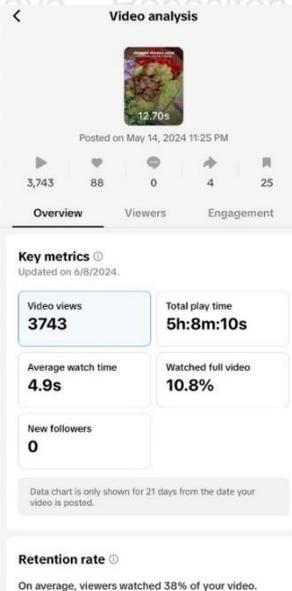 Video analysis
12.70s
Posted on May 14, 2024 11:25 PM
3,743 88 0 4 25
Overview Viewers Engagement
Key metrics
Updated on 6/8/2024.
Video views
3743
Total play time
5h:8m:10s
Average watch time
4.9s
Watched full video
10.8%
New followers
0
Data chart is only shown for 21 days from the date your
video is posted.
Retention rate
On average, viewers watched 38% of your video.